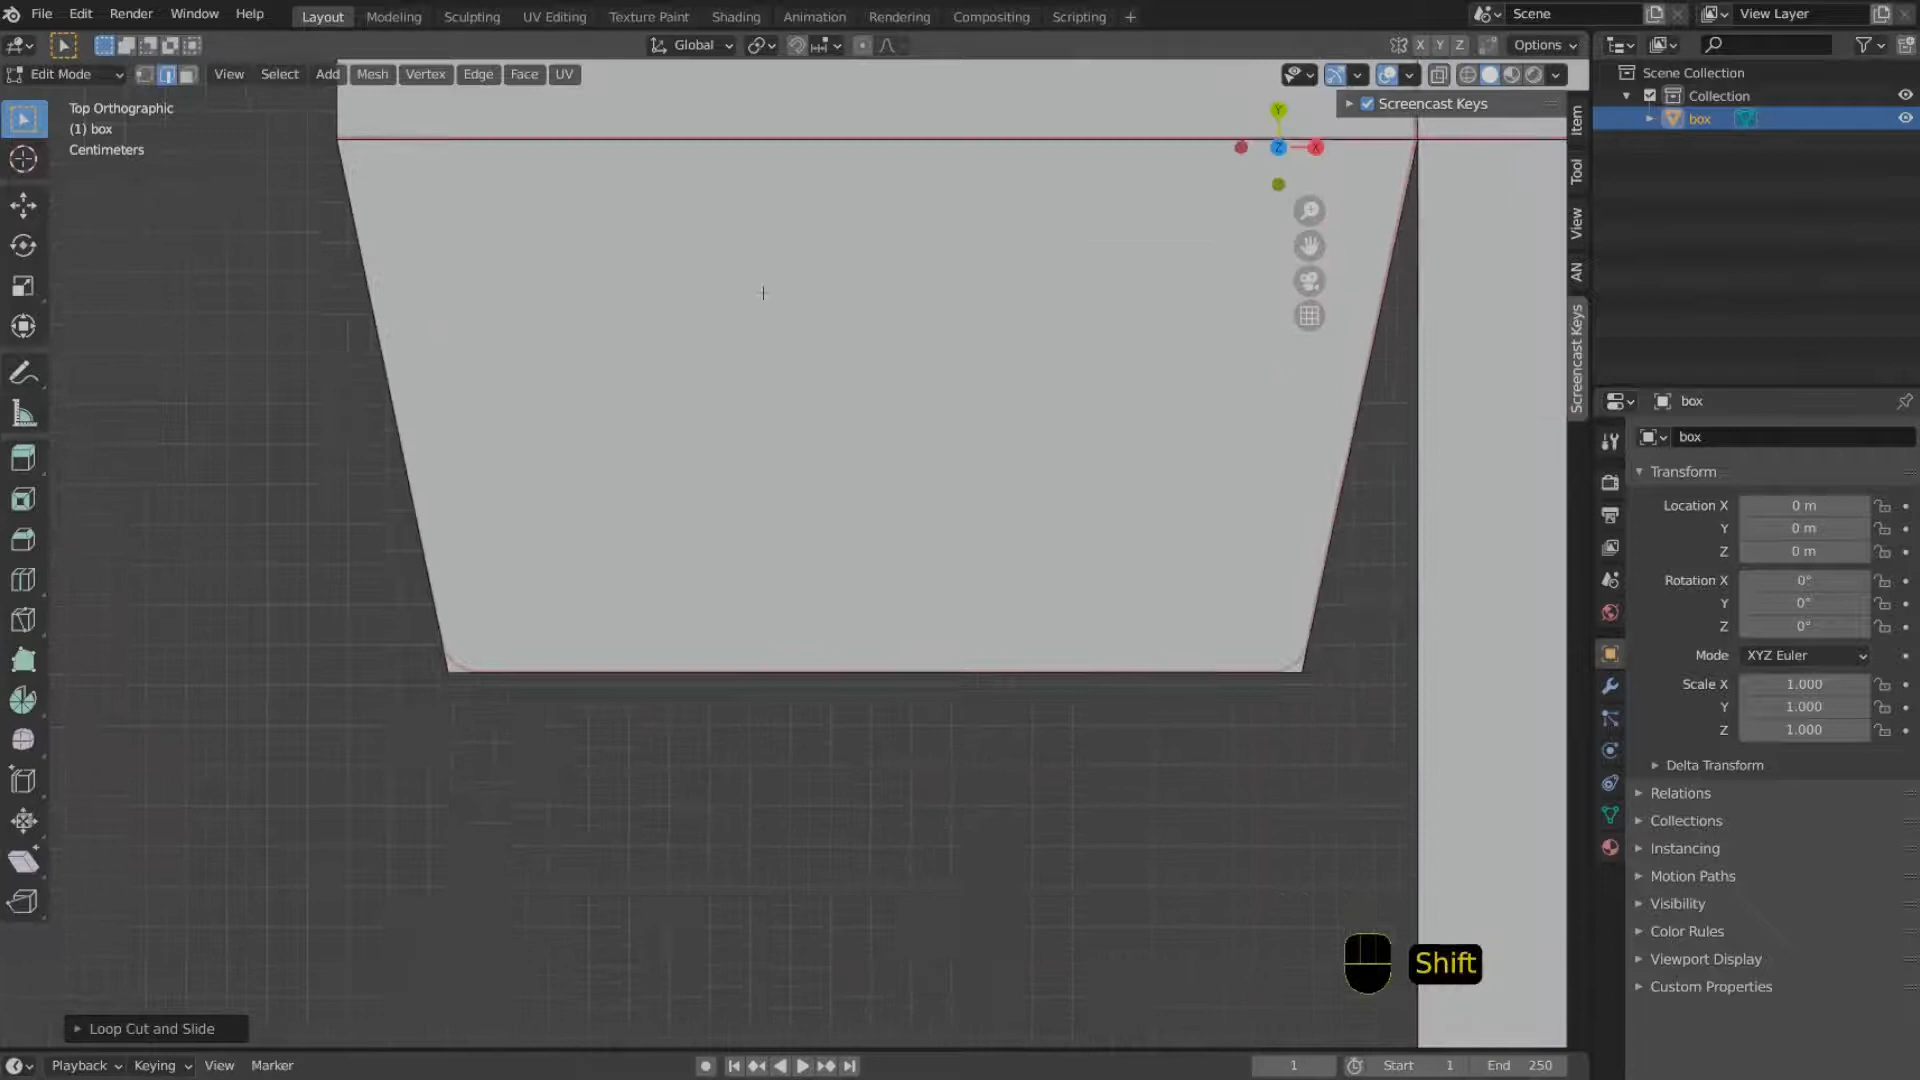 File Edit Render Window Help Layout Modeling Sculpting UV Editing Texture Paint Shading Animation Rendering Compositing Scripting + Scene View Layer
Global X Y Z Options
Edit Mode View Select Add Mesh Vertex Edge Face UV Scene Collection
Top Orthographic
(1) box
Centimeters
Screencast Keys
Collection
box
Y
Z X
Item
Tool
View
AN
Screencast Keys
box
box
Transform
Location X 0 m
Y 0 m
Z 0 m
Rotation X 0°
Y 0°
Z 0°
Mode XYZ Euler
Scale X 1.000
Y 1.000
Z 1.000
Delta Transform
Relations
Collections
Instancing
Motion Paths
Visibility
Color Rules
Viewport Display
Custom Properties
Shift
Loop Cut and Slide
Playback Keying View Marker 1 Start 1 End 250